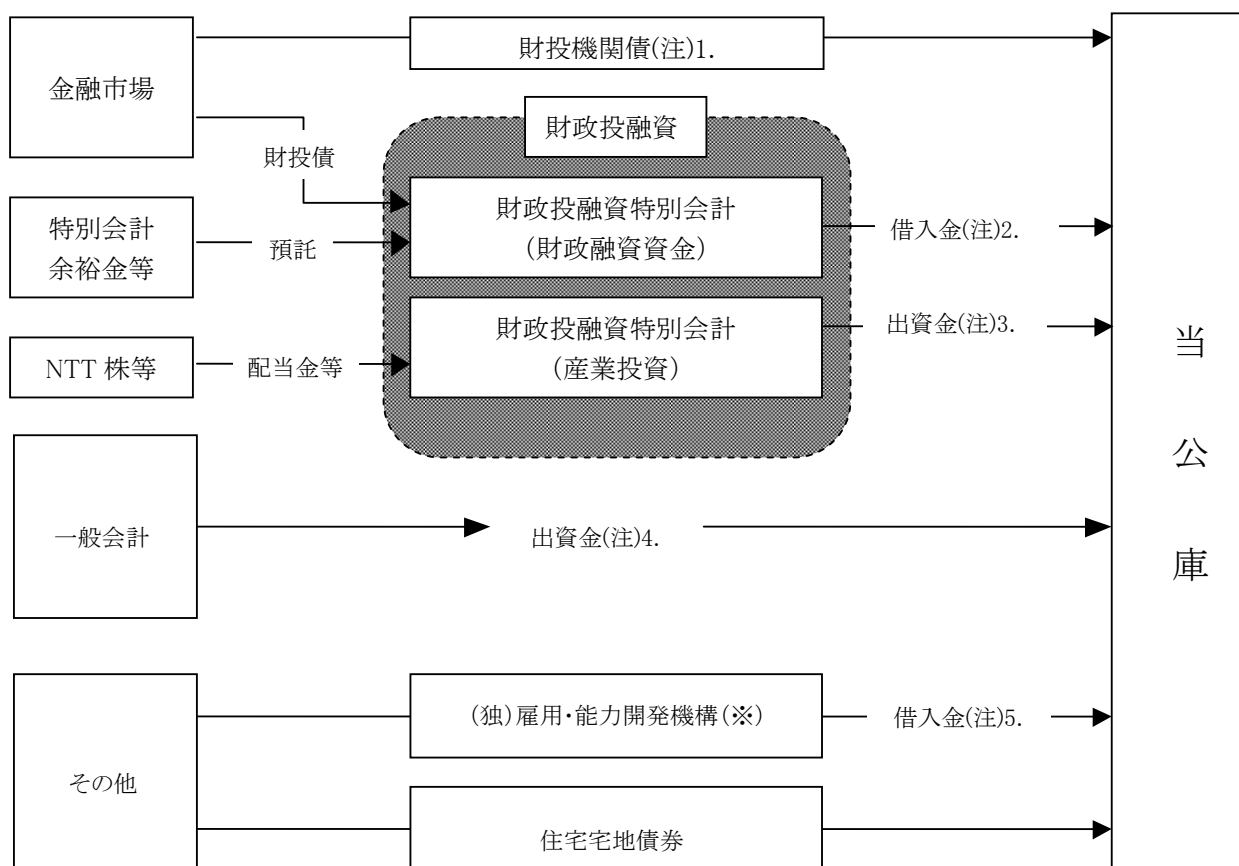 財投機関債(注)1.
金融市場
財政投融資
財投債
財政投融資特別会計
(財政融資資金)
特別会計
余裕金等
預託
借入金(注)2.
財政投融資特別会計
(産業投資)
出資金(注)3.
NTT 株等
配当金等
一般会計
出資金(注)4.
当
公
庫
その他
(独)雇用・能力開発機構(※)
借入金(注)5.
住宅宅地債券